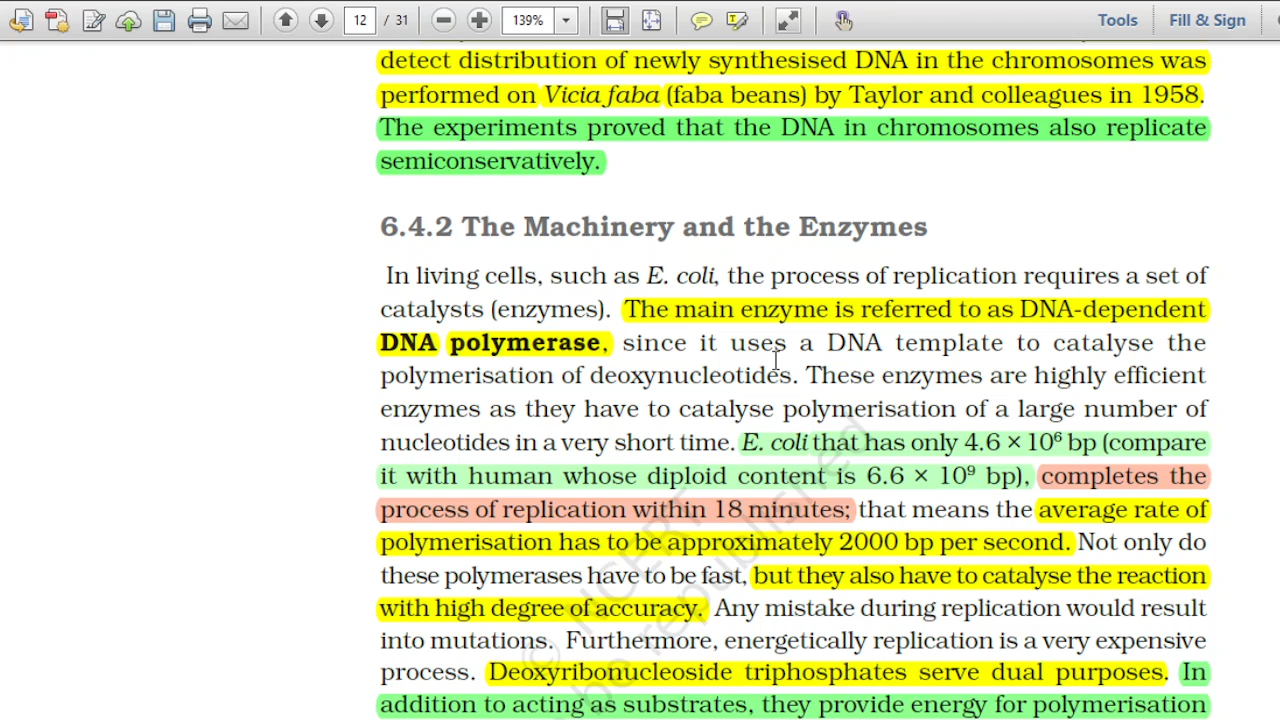 12 / 31 139% Tools Fill & Sign
detect distribution of newly synthesised DNA in the chromosomes was
performed on Vicia faba (faba beans) by Taylor and colleagues in 1958.
The experiments proved that the DNA in chromosomes also replicate
semiconservatively.
6.4.2 The Machinery and the Enzymes
In living cells, such as E. coli, the process of replication requires a set of
catalysts (enzymes). The main enzyme is referred to as DNA-dependent
DNA polymerase, since it uses a DNA template to catalyse the
polymerisation of deoxynucleotides. These enzymes are highly efficient
enzymes as they have to catalyse polymerisation of a large number of
nucleotides in a very short time. E. coli that has only 4.6 × 10⁶ bp (compare
it with human whose diploid content is 6.6 × 10⁹ bp), completes the
process of replication within 18 minutes; that means the average rate of
polymerisation has to be approximately 2000 bp per second. Not only do
these polymerases have to be fast, but they also have to catalyse the reaction
with high degree of accuracy. Any mistake during replication would result
into mutations. Furthermore, energetically replication is a very expensive
process. Deoxyribonucleoside triphosphates serve dual purposes. In
addition to acting as substrates, they provide energy for polymerisation
© NCERT
be republished